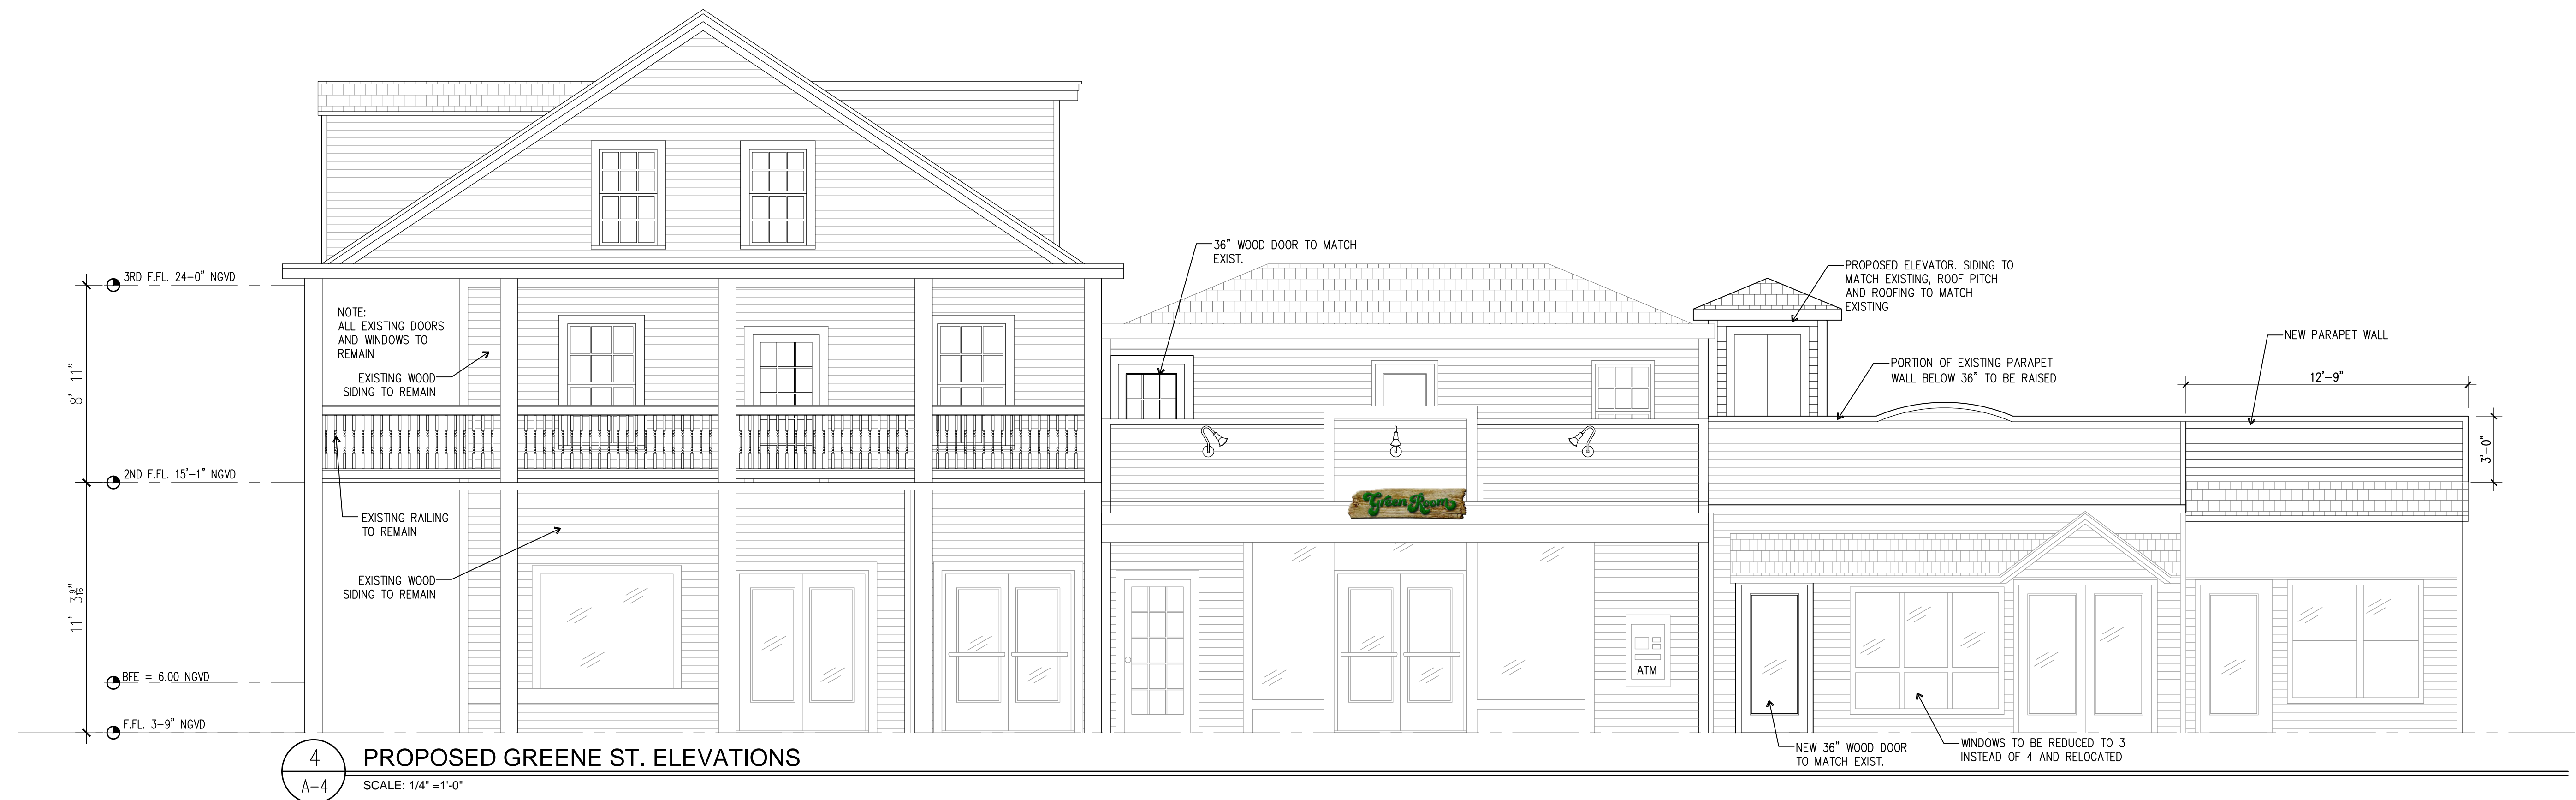 3RD F.FL. 24-0" NGVD
NOTE:
ALL EXISTING DOORS
AND WINDOWS TO
REMAIN
EXISTING WOOD
SIDING TO REMAIN
8'-11"
2ND F.FL. 15'-1" NGVD
EXISTING RAILING
TO REMAIN
EXISTING WOOD
SIDING TO REMAIN
11'-3 9/16"
BFE = 6.00 NGVD
F.FL. 3-9" NGVD
36" WOOD DOOR TO MATCH
EXIST.
Green Room
ATM
PROPOSED ELEVATOR. SIDING TO
MATCH EXISTING, ROOF PITCH
AND ROOFING TO MATCH
EXISTING
PORTION OF EXISTING PARAPET
WALL BELOW 36" TO BE RAISED
NEW PARAPET WALL
12'-9"
3'-0"
NEW 36" WOOD DOOR
TO MATCH EXIST.
WINDOWS TO BE REDUCED TO 3
INSTEAD OF 4 AND RELOCATED
4
A-4
PROPOSED GREENE ST. ELEVATIONS
SCALE: 1/4" =1'-0"